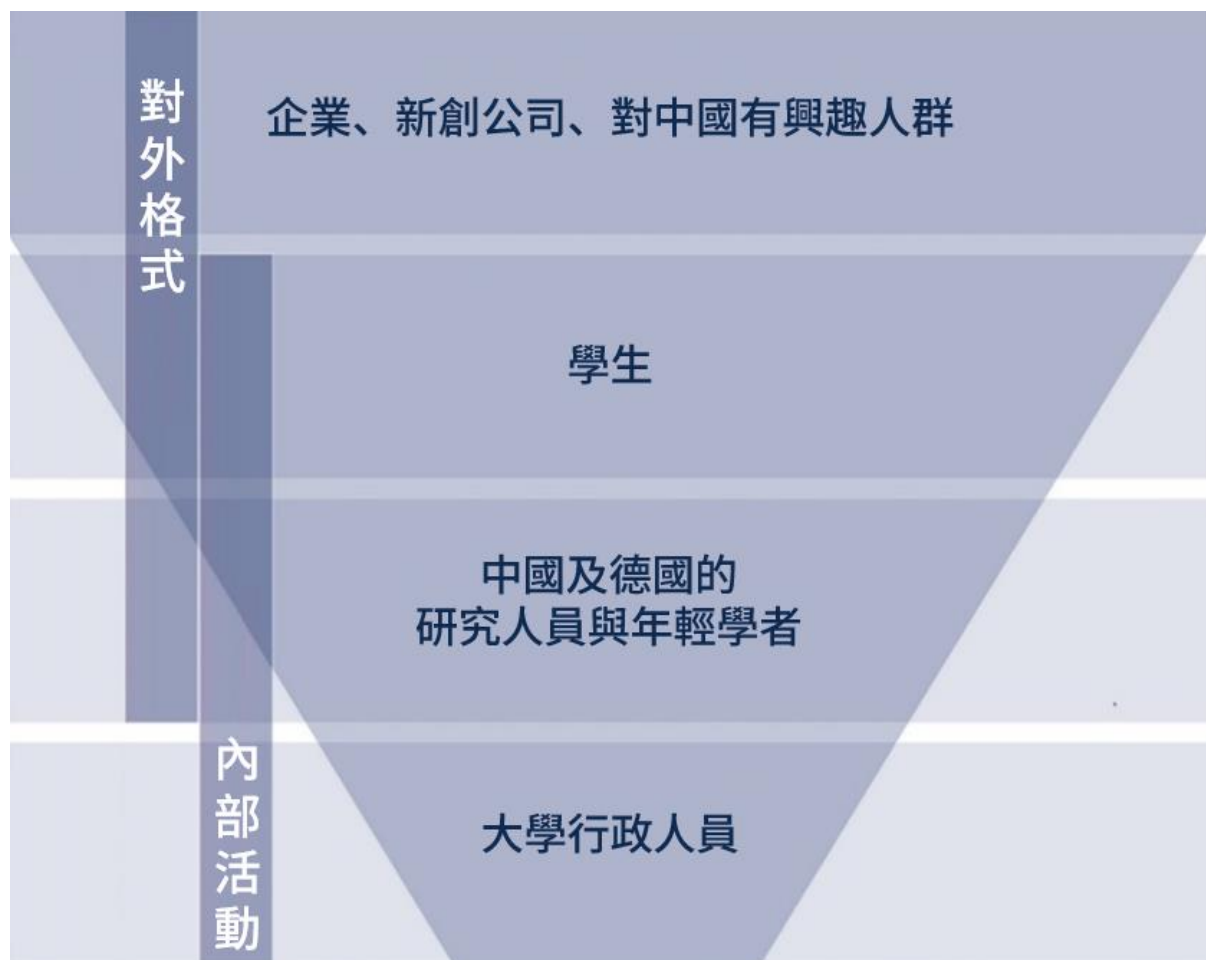 對外格式
企業、新創公司、對中國有興趣人群
學生
中國及德國的
研究人員與年輕學者
內部活動
大學行政人員